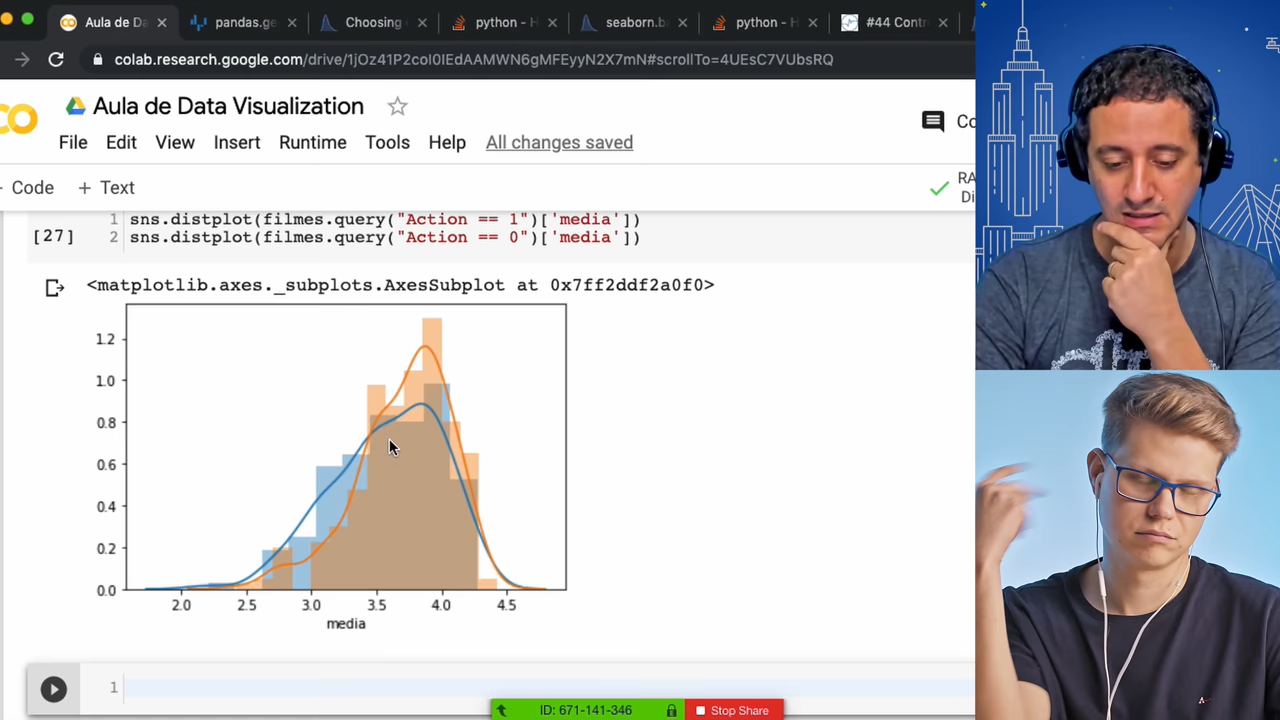 Aula de Da
pandas.ge
Choosing
python - H
seaborn.b
python - H
#44 Contr
colab.research.google.com/drive/1jOz41P2col0IEdAAMWN6gMFEyyN2X7mN#scrollTo=4UEsC7VUbsRQ
Aula de Data Visualization
Co
File Edit View Insert Runtime Tools Help All changes saved
Code + Text
RA
Di
1 sns.distplot(filmes.query("Action == 1")['media'])
[27] 2 sns.distplot(filmes.query("Action == 0")['media'])
<matplotlib.axes._subplots.AxesSubplot at 0x7ff2ddf2a0f0>
1.2
1.0
0.8
0.6
0.4
0.2
0.0
2.0 2.5 3.0 3.5 4.0 4.5
media
1
ID: 671-141-346 Stop Share